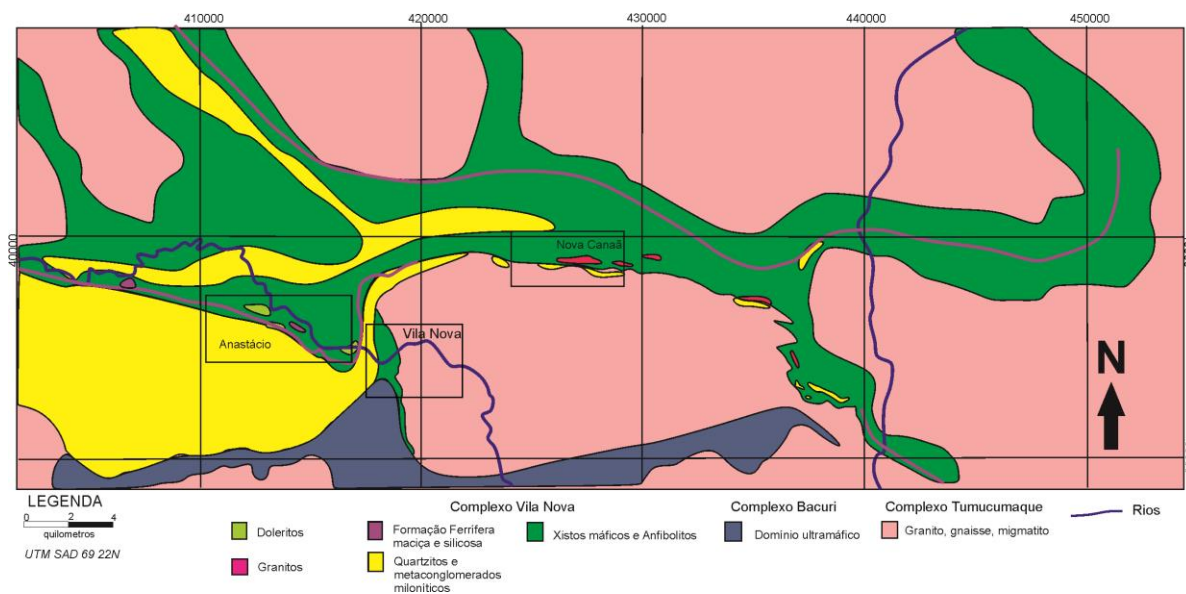 410000 420000 430000 440000 450000
40000
Nova Canaã
Anastácio
Vila Nova
N
LEGENDA
0 2 4
quilometros
UTM SAD 69 22N
Complexo Vila Nova
Complexo Bacuri
Complexo Tumucumaque
Doleritos
Granitos
Formação Ferrífera
maciça e silicosa
Quartzitos e
metaconglomerados
miloníticos
Xistos máficos e Anfibolitos
Domínio ultramáfico
Granito, gnaisse, migmatito
Rios